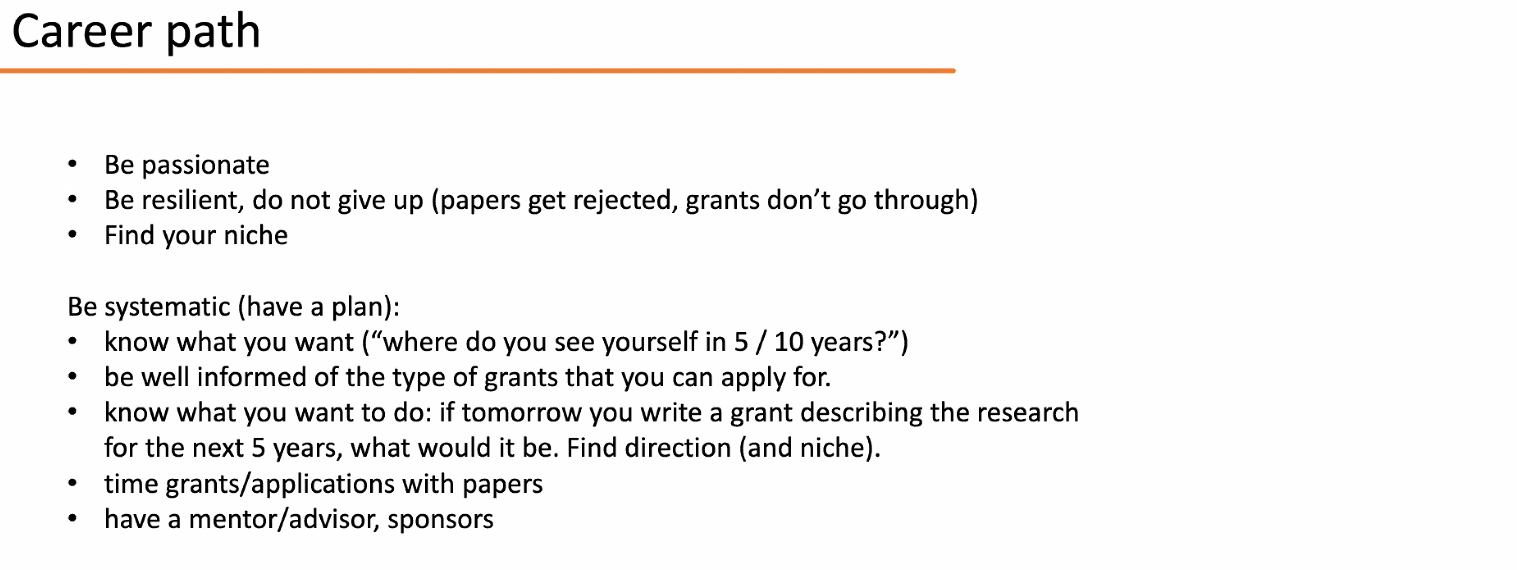 Career path
• Be passionate
• Be resilient, do not give up (papers get rejected, grants don’t go through)
• Find your niche
Be systematic (have a plan):
• know what you want (“where do you see yourself in 5 / 10 years?”)
• be well informed of the type of grants that you can apply for.
• know what you want to do: if tomorrow you write a grant describing the research
for the next 5 years, what would it be. Find direction (and niche).
• time grants/applications with papers
• have a mentor/advisor, sponsors